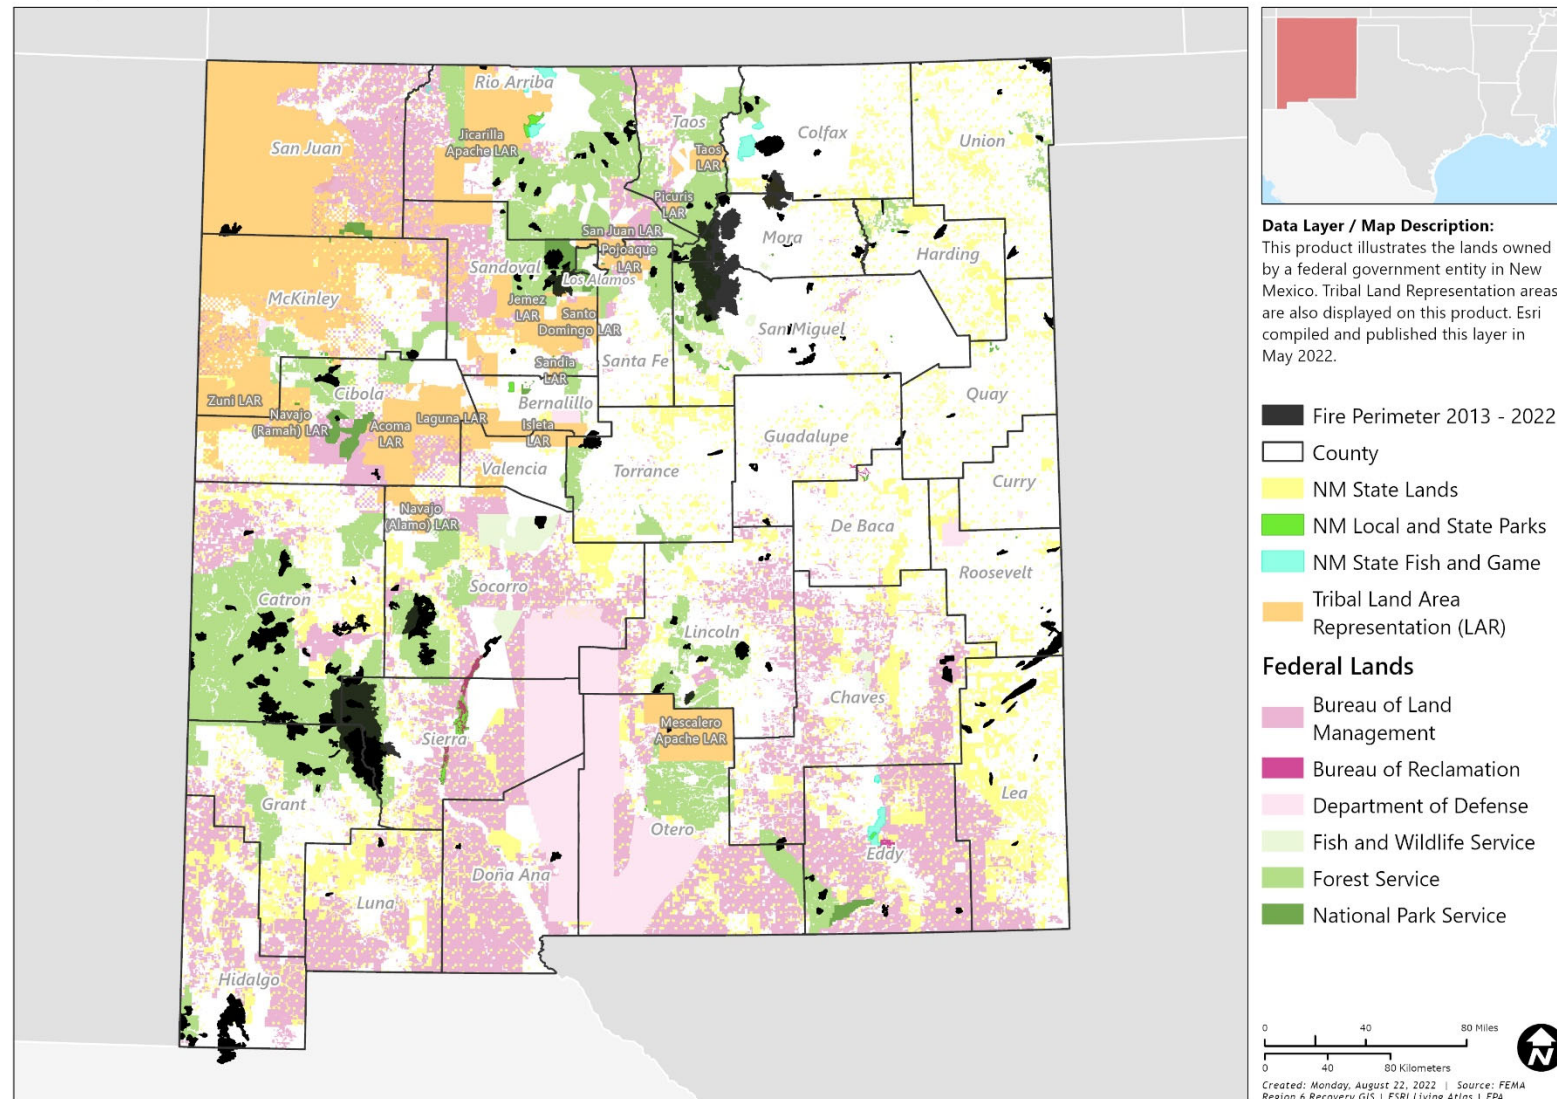 Rio Arriba
Taos
Colfax
Union
San Juan
Jicarilla
Apache LAR
Taos
LAR
Picuris
LAR
San Juan LAR
Mora
Harding
Pojoaque
LAR
Sandoval
Los Alamos
McKinley
Jemez
LAR
Santo
Domingo LAR
San Miguel
Sandia
LAR
Santa Fe
Quay
Cibola
Bernalillo
Zuni LAR
Navajo
(Ramah) LAR
Acoma
LAR
Laguna LAR
Isleta
LAR
Guadalupe
Valencia
Torrance
Curry
Navajo
(Alamo) LAR
De Baca
Roosevelt
Socorro
Catron
Lincoln
Chaves
Sierra
Mescalero
Apache LAR
Grant
Lea
Otero
Eddy
Doña Ana
Luna
Hidalgo
Data Layer / Map Description:
This product illustrates the lands owned
by a federal government entity in New
Mexico. Tribal Land Representation areas
are also displayed on this product. Esri
compiled and published this layer in
May 2022.
Fire Perimeter 2013 - 2022
County
NM State Lands
NM Local and State Parks
NM State Fish and Game
Tribal Land Area
Representation (LAR)
Federal Lands
Bureau of Land
Management
Bureau of Reclamation
Department of Defense
Fish and Wildlife Service
Forest Service
National Park Service
0 40 80 Miles
0 40 80 Kilometers
N
Created: Monday, August 22, 2022 | Source: FEMA
Region 6 Recovery GIS | ESRI Living Atlas | EPA